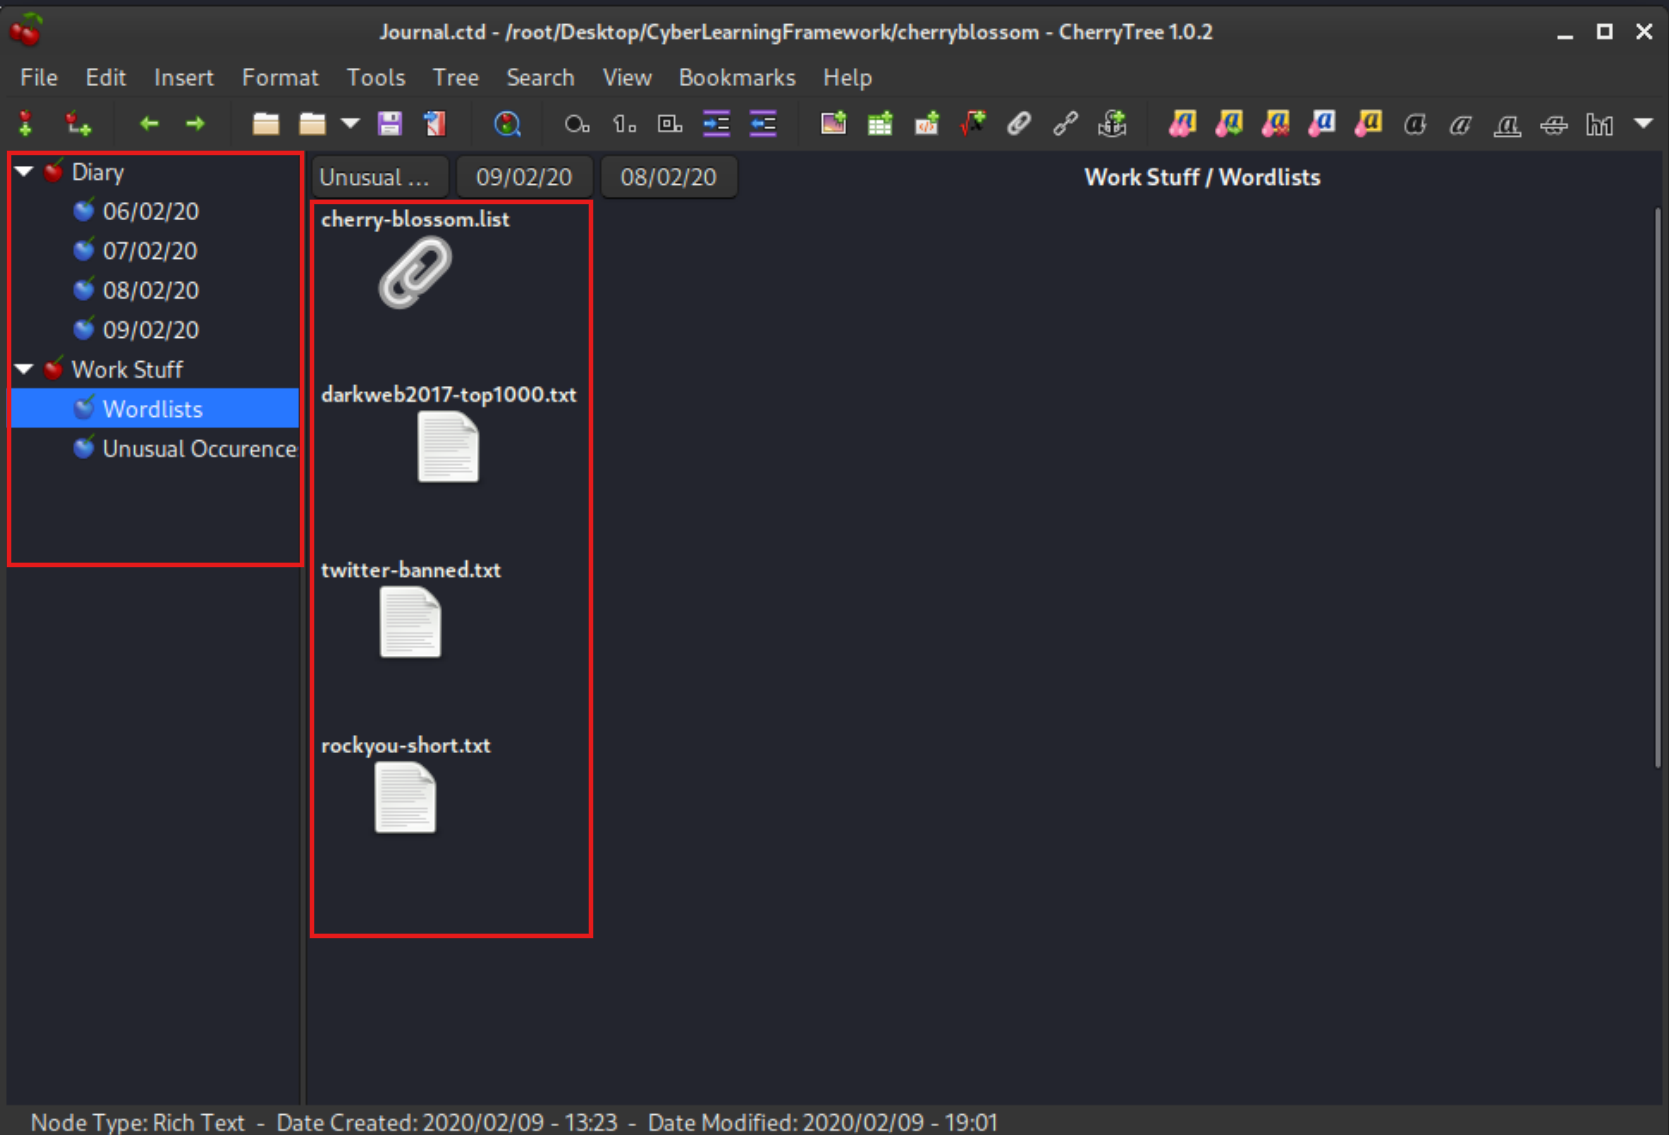 Journal.ctd - /root/Desktop/CyberLearningFramework/cherryblossom - CherryTree 1.0.2
File Edit Insert Format Tools Tree Search View Bookmarks Help
Diary
06/02/20
07/02/20
08/02/20
09/02/20
Work Stuff
Wordlists
Unusual Occurence
Unusual ... 09/02/20 08/02/20 Work Stuff / Wordlists
cherry-blossom.list
darkweb2017-top1000.txt
twitter-banned.txt
rockyou-short.txt
Node Type: Rich Text - Date Created: 2020/02/09 - 13:23 - Date Modified: 2020/02/09 - 19:01